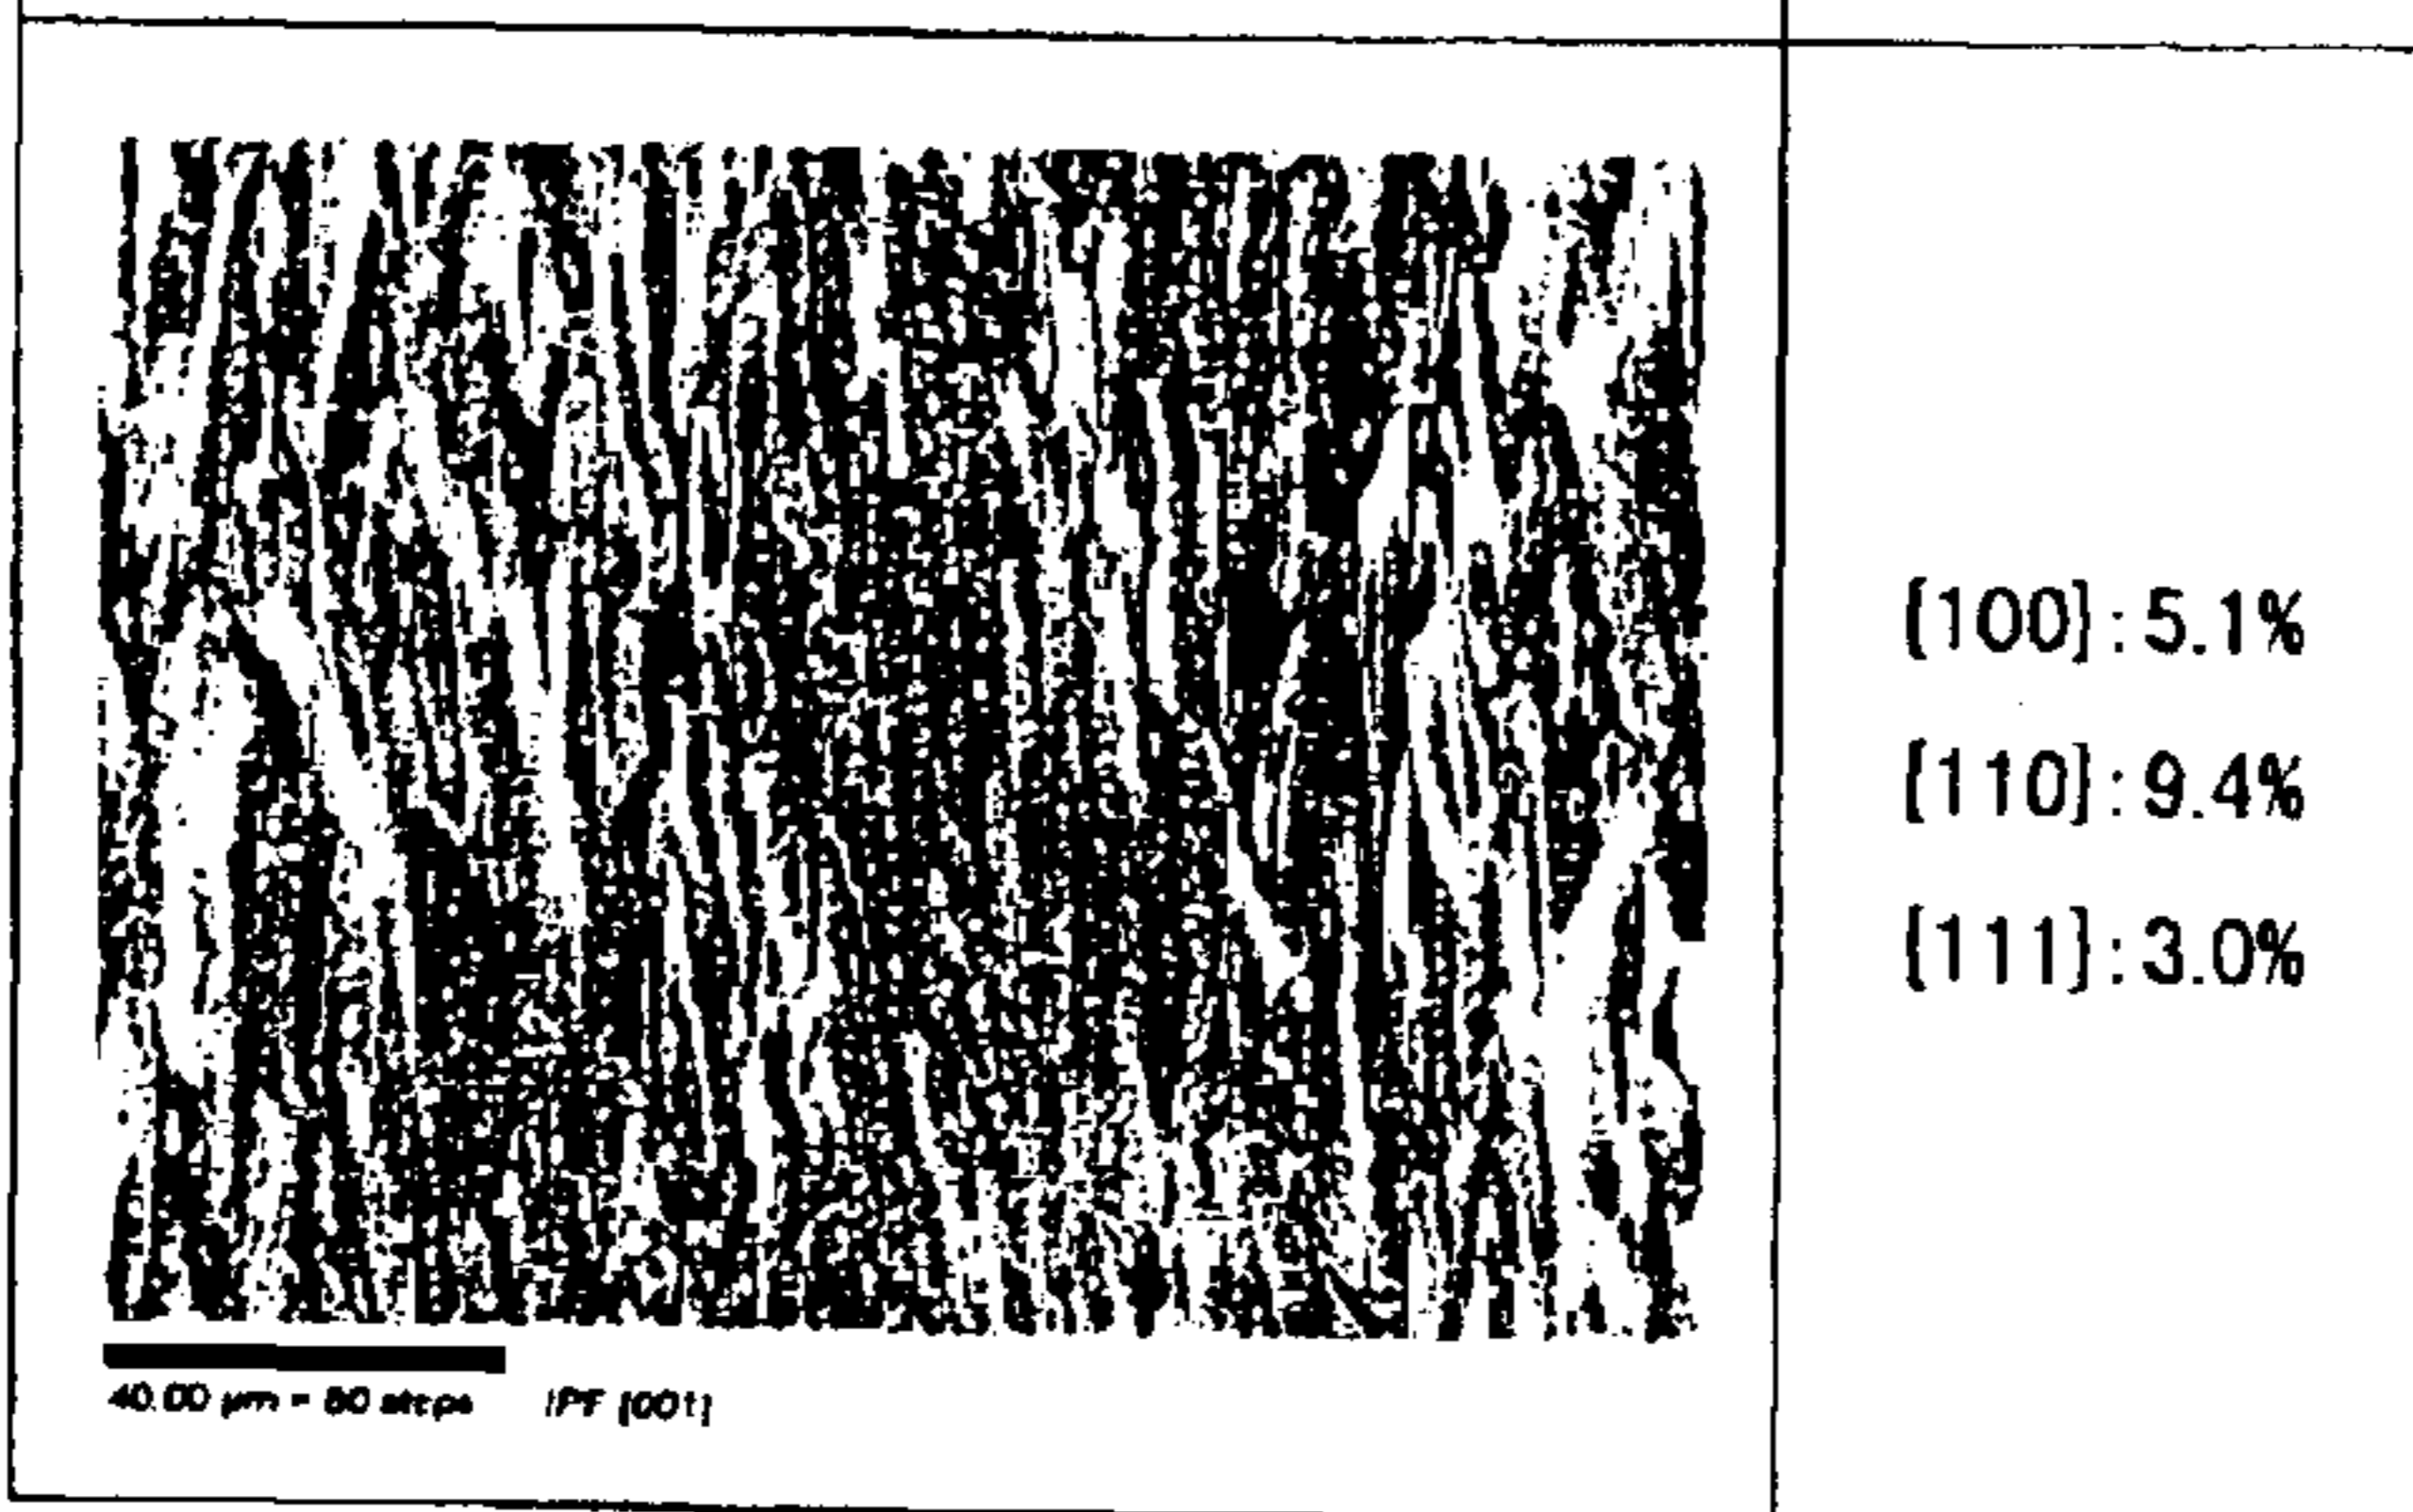 {100}:5.1%
{110}:9.4%
{111}:3.0%
40.00 µm = 80 steps IPF [001]